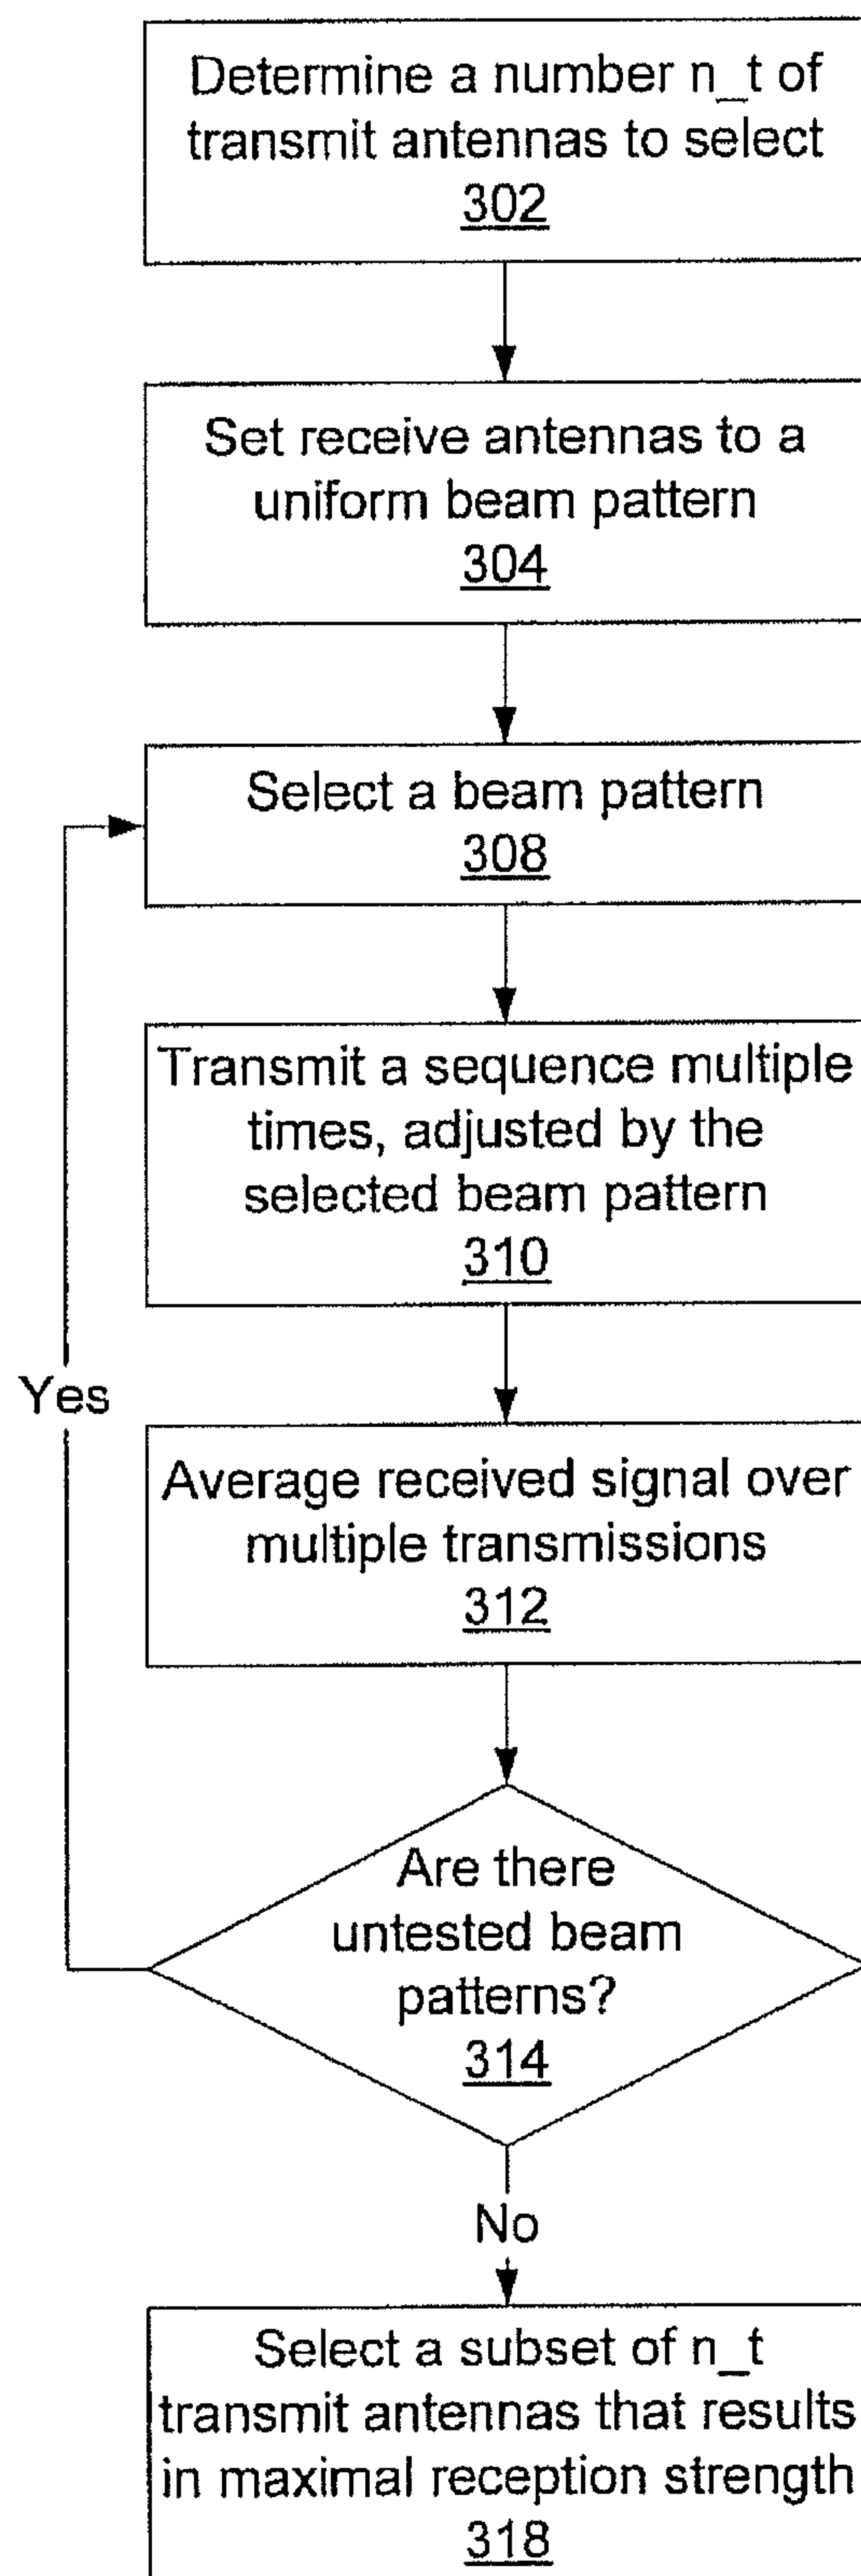 Determine a number n_t of
transmit antennas to select
302
Set receive antennas to a
uniform beam pattern
304
Select a beam pattern
308
Transmit a sequence multiple
times, adjusted by the
selected beam pattern
310
Yes
Average received signal over
multiple transmissions
312
Are there
untested beam
patterns?
314
No
Select a subset of n_t
transmit antennas that results
in maximal reception strength
318